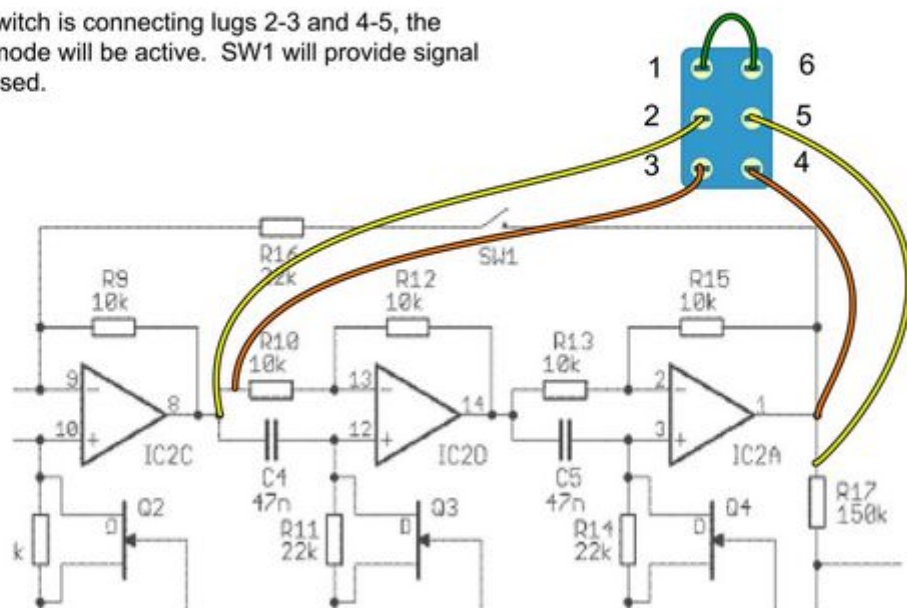 witch is connecting lugs 2-3 and 4-5, the
mode will be active. SW1 will provide signal
sed.
1
6
2
5
3
4
R16
22k
SW1
R9
10k
R12
10k
R15
10k
R10
10k
R13
10k
9
-
8
10
+
IC2C
13
-
14
12
+
IC2D
2
-
1
3
+
IC2A
C4
47n
C5
47n
R17
150k
Q2
D
k
Q3
D
R11
22k
Q4
D
R14
22k